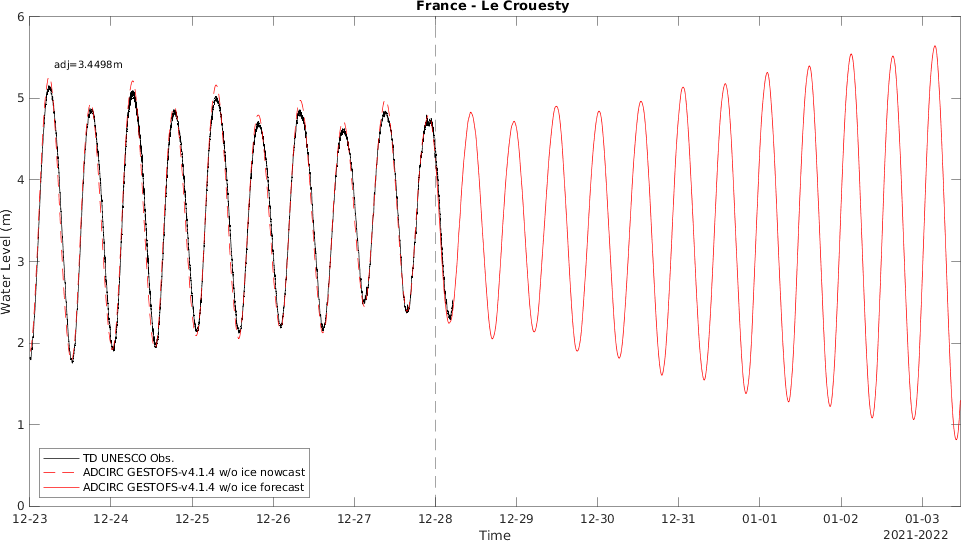 France - Le Crouesty
6
adj=3.4498m
5
4
3
2
1
0
Water Level (m)
TD UNESCO Obs.
ADCIRC GESTOFS-v4.1.4 w/o ice nowcast
ADCIRC GESTOFS-v4.1.4 w/o ice forecast
12-23 12-24 12-25 12-26 12-27 12-28 12-29 12-30 12-31 01-01 01-02 01-03
Time
2021-2022